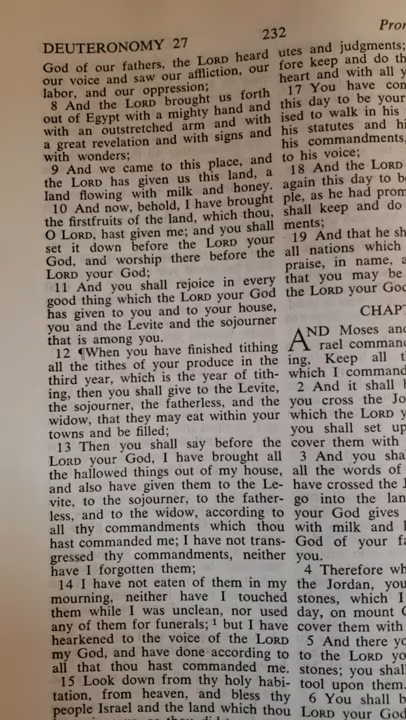 DEUTERONOMY 27
232
God of our fathers, the LORD heard
our voice and saw our affliction, our
labor, and our oppression;
8 And the LORD brought us forth
out of Egypt with a mighty hand and
with an outstretched arm and with
a great revelation and with signs and
with wonders;
9 And we came to this place, and
the LORD has given us this land, a
land flowing with milk and honey.
10 And now, behold, I have brought
the firstfruits of the land, which thou,
O LORD, hast given me; and you shall
set it down before the LORD your
God, and worship there before the
LORD your God;
11 And you shall rejoice in every
good thing which the LORD your God
has given to you and to your house,
you and the Levite and the sojourner
that is among you.
12 ¶When you have finished tithing
all the tithes of your produce in the
third year, which is the year of tith-
ing, then you shall give to the Levite,
the sojourner, the fatherless, and the
widow, that they may eat within your
towns and be filled;
13 Then you shall say before the
LORD your God, I have brought all
the hallowed things out of my house,
and also have given them to the Le-
vite, to the sojourner, to the father-
less, and to the widow, according to
all thy commandments which thou
hast commanded me; I have not trans-
gressed thy commandments, neither
have I forgotten them;
14 I have not eaten of them in my
mourning, neither have I touched
them while I was unclean, nor used
any of them for funerals;¹ but I have
hearkened to the voice of the LORD
my God, and have done according to
all that thou hast commanded me.
15 Look down from thy holy habi-
tation, from heaven, and bless thy
people Israel and the land which thou
utes and judgments;
fore keep and do th
heart and with all y
17 You have con
this day to be your
ised to walk in his
his statutes and hi
his commandments,
to his voice;
18 And the LORD
again this day to b
ple, as he had prom
shall keep and do
ments;
19 And that he sh
all nations which
praise, in name, a
that you may be
the LORD your Go
CHAP
AND Moses and
rael comman
ing, Keep all t
which I command
2 And it shall b
you cross the Jo
which the LORD y
you shall set up
cover them with
3 And you sha
all the words of
have crossed the J
go into the lan
your God gives
with milk and
God of your fa
you.
4 Therefore wh
the Jordan, you
stones, which I
day, on mount
cover them with
5 And there yo
to the LORD yo
stones; you shall
tool upon them.
6 You shall b
LORD your God